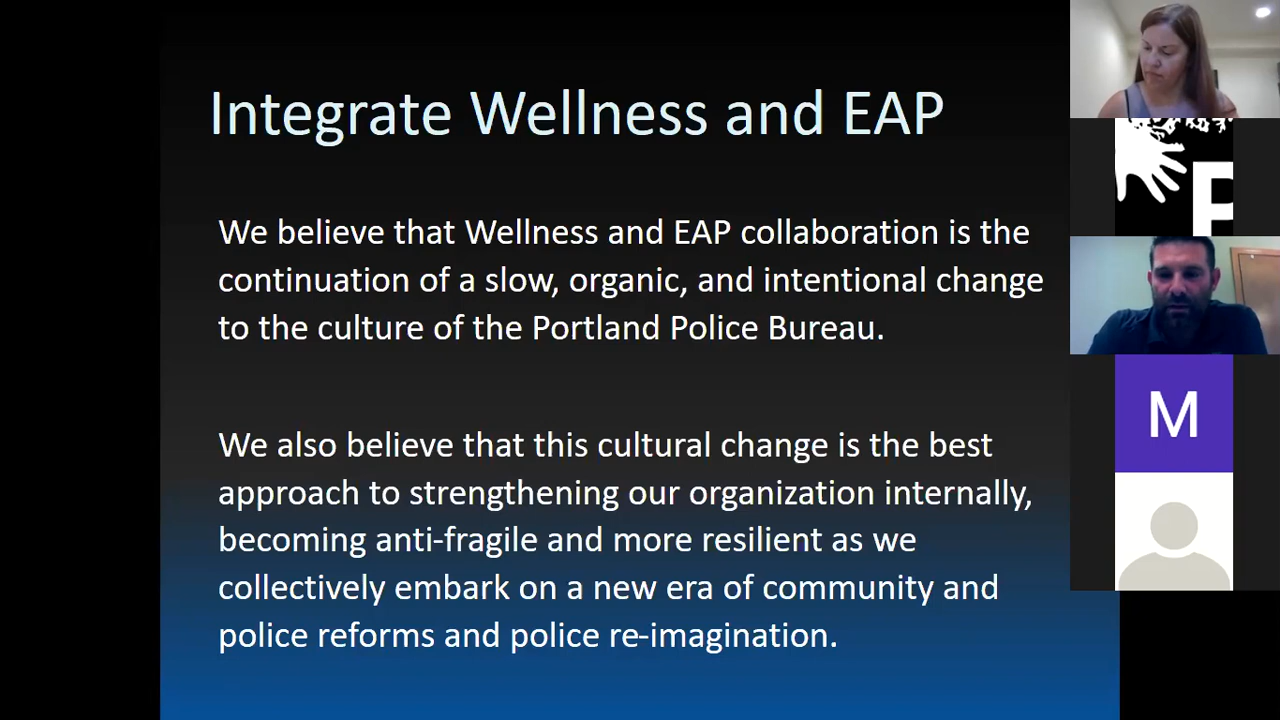 Integrate Wellness and EAP
We believe that Wellness and EAP collaboration is the
continuation of a slow, organic, and intentional change
to the culture of the Portland Police Bureau.
We also believe that this cultural change is the best
approach to strengthening our organization internally,
becoming anti-fragile and more resilient as we
collectively embark on a new era of community and
police reforms and police re-imagination.
P
M